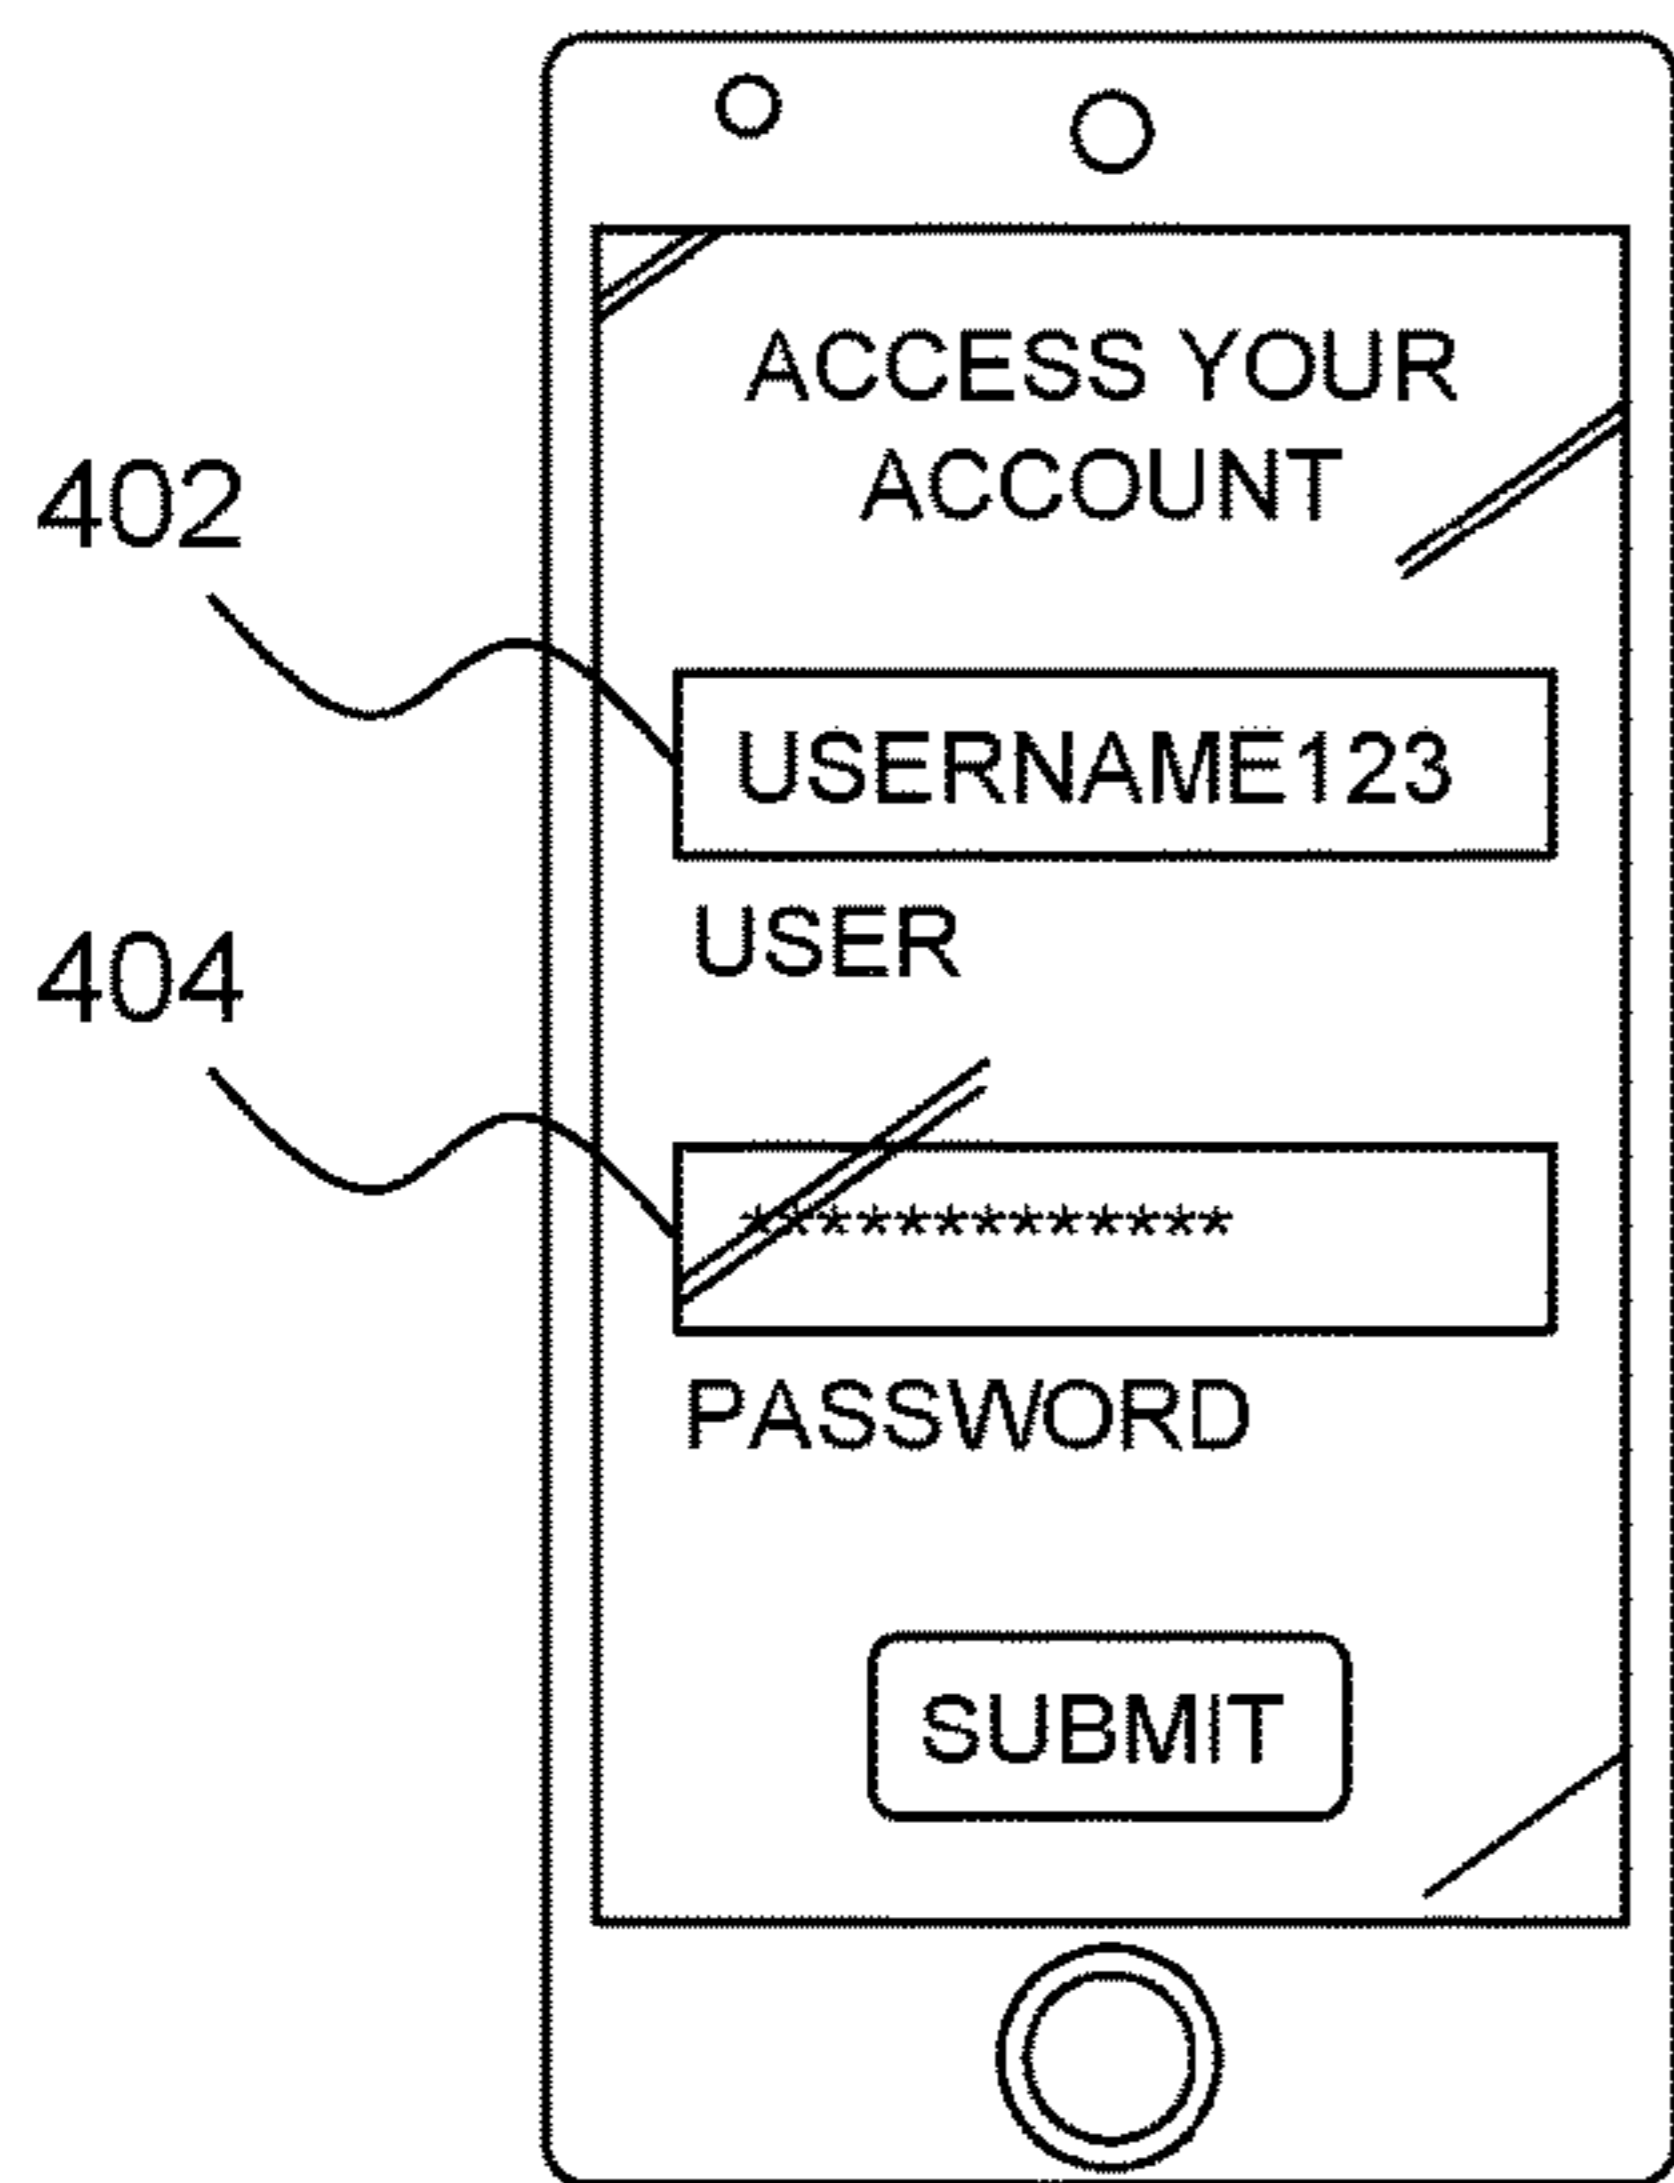 ACCESS YOUR
ACCOUNT
402
USERNAME123
USER
404
*************
PASSWORD
SUBMIT